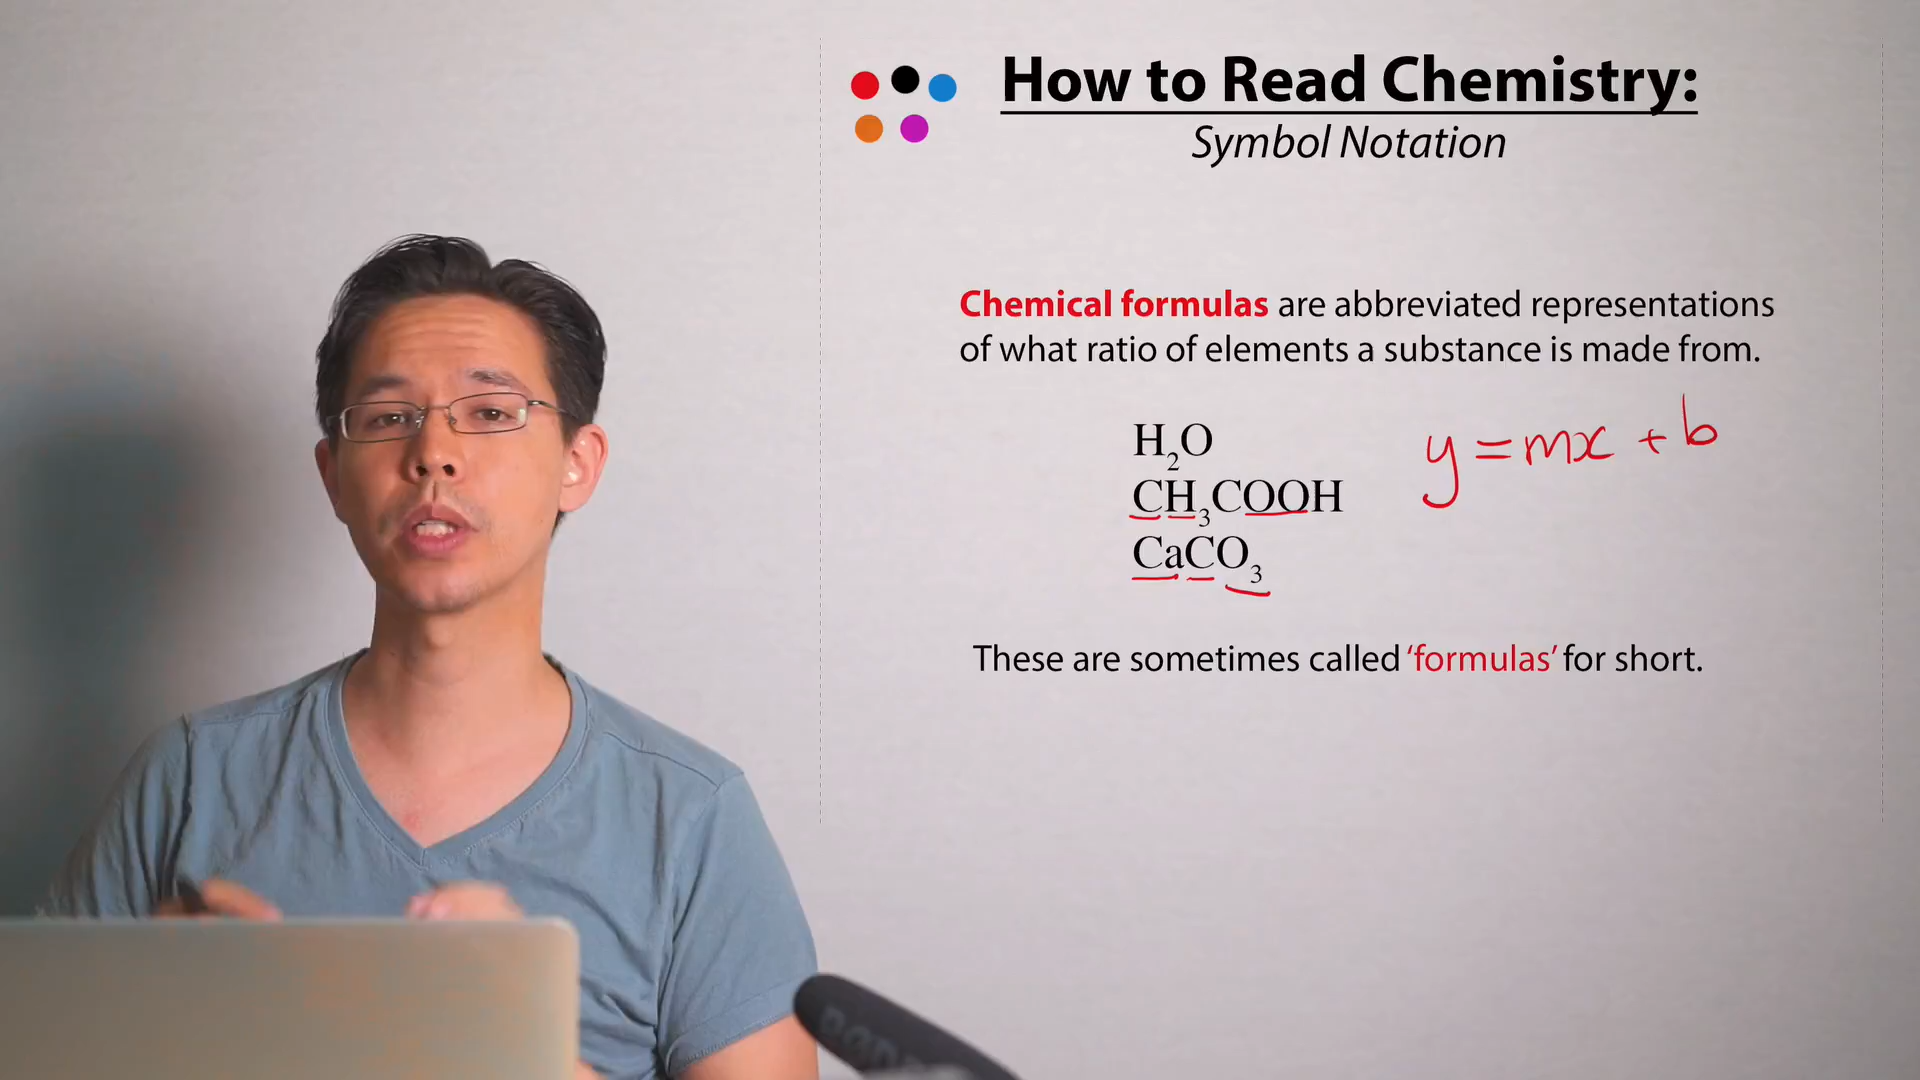 How to Read Chemistry:
Symbol Notation
Chemical formulas are abbreviated representations
of what ratio of elements a substance is made from.
H₂O
y = mx + b
CH₃COOH
CaCO₃
These are sometimes called ‘formulas’ for short.